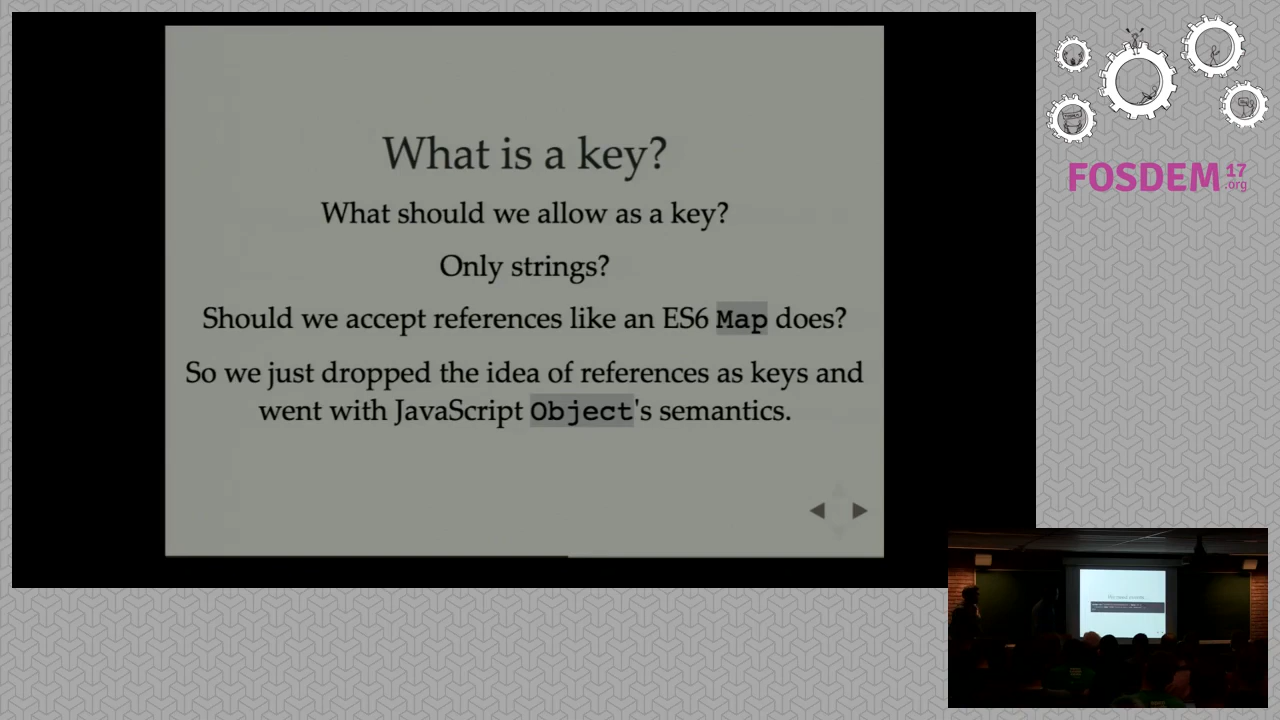 What is a key?
What should we allow as a key?
Only strings?
Should we accept references like an ES6 Map does?
So we just dropped the idea of references as keys and
went with JavaScript Object's semantics.
FOSDEM 17
.org